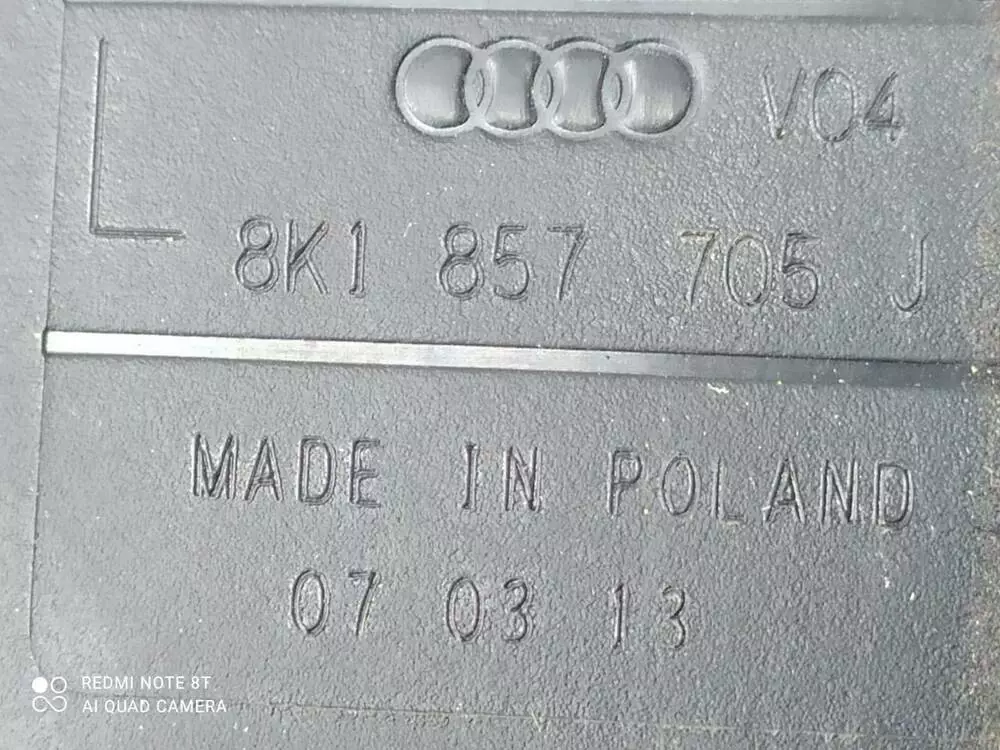 V04
L
8K1 857 705 J
MADE IN POLAND
07 03 13
REDMI NOTE 8T
AI QUAD CAMERA